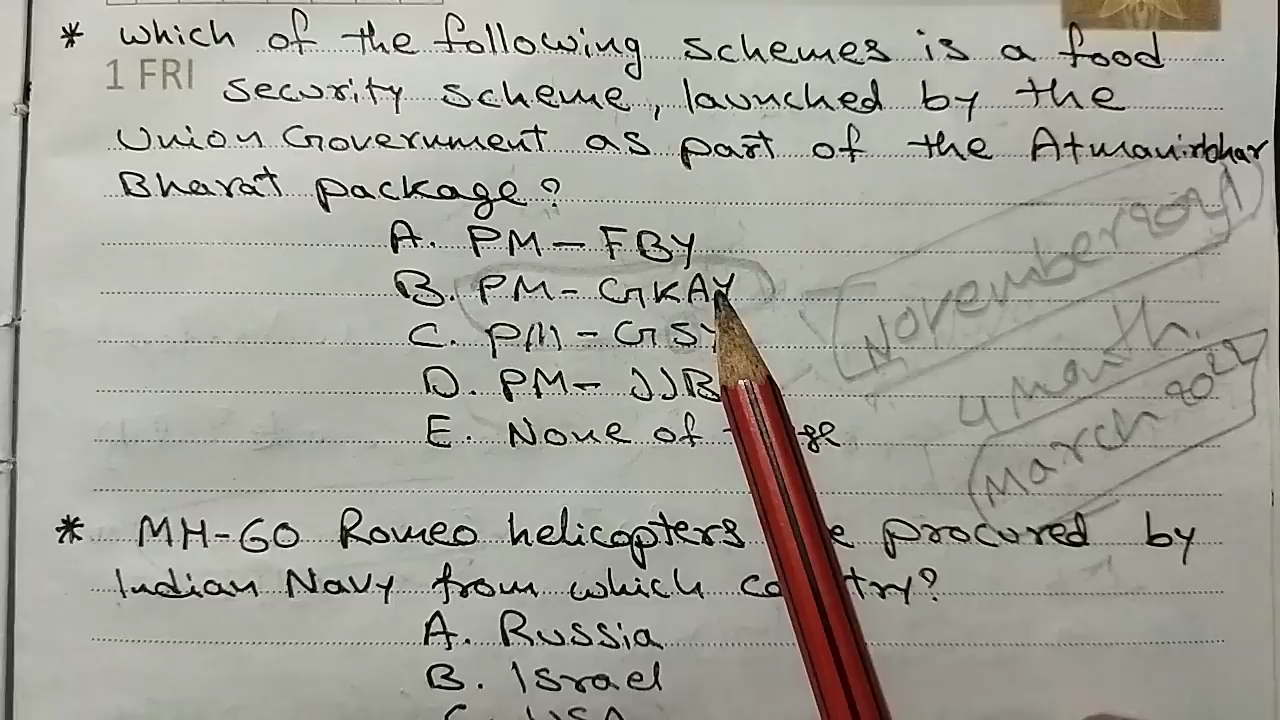 * Which of the following schemes is a food
1 FRI
security scheme, launched by the
Union Government as part of the Atmanirbhar
Bharat package?
A. PM - FBY
B. PM - GKAY
C. PM - GSY
D. PM - JJB
E. None of
November 2021
4 Month
March 2022
* MH-60 Romeo helicopters procured by
Indian Navy from which country?
A. Russia
B. Israel
C. USA